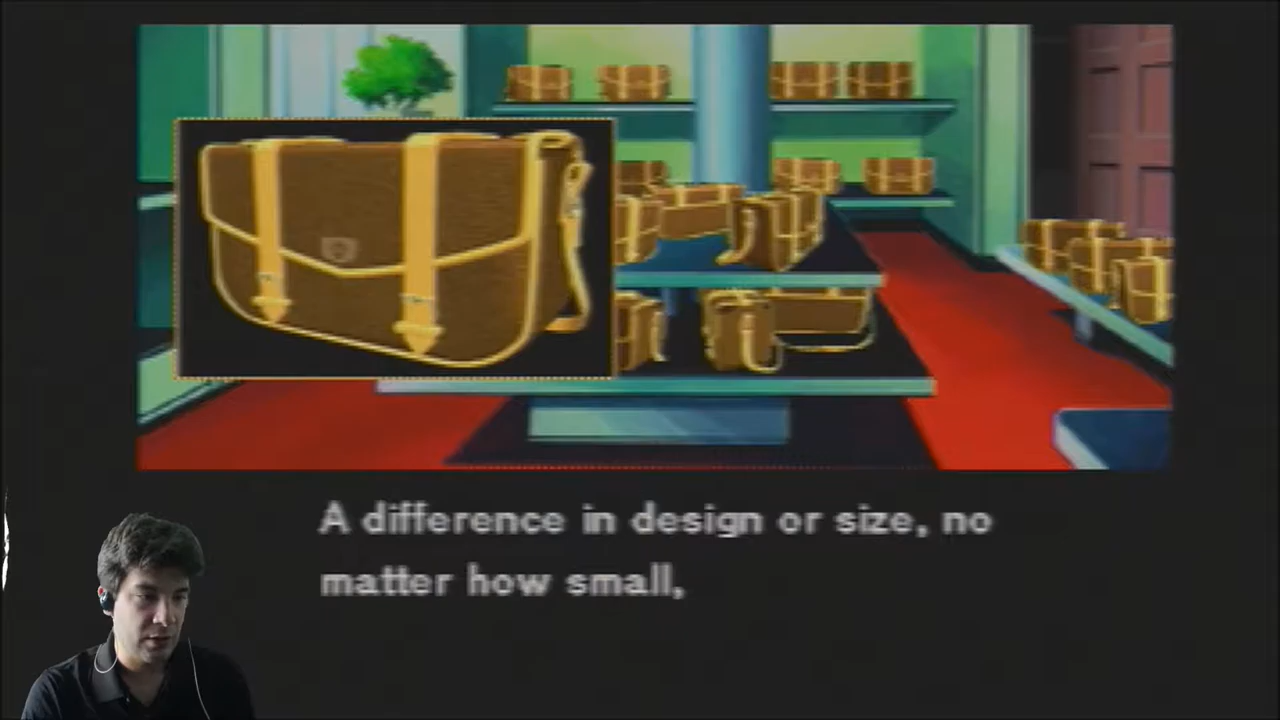 A difference in design or size, no
matter how small,